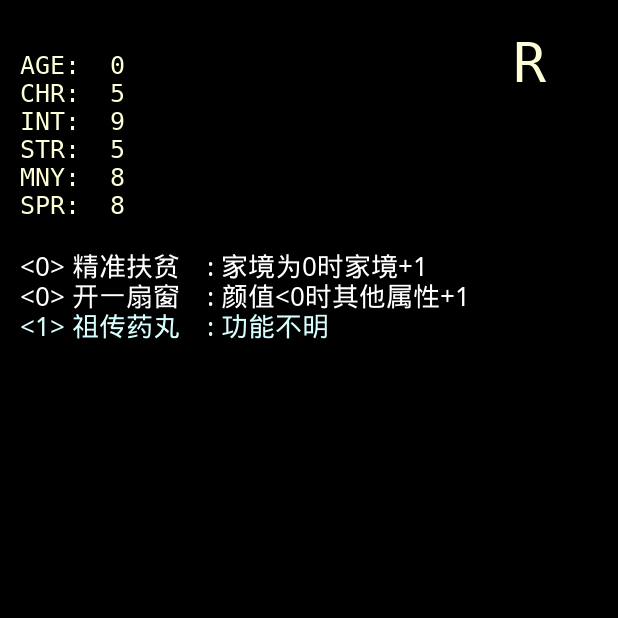 R
AGE: 0
CHR: 5
INT: 9
STR: 5
MNY: 8
SPR: 8
<0> 精准扶贫 : 家境为0时家境+1
<0> 开一扇窗 : 颜值<0时其他属性+1
<1> 祖传药丸 : 功能不明